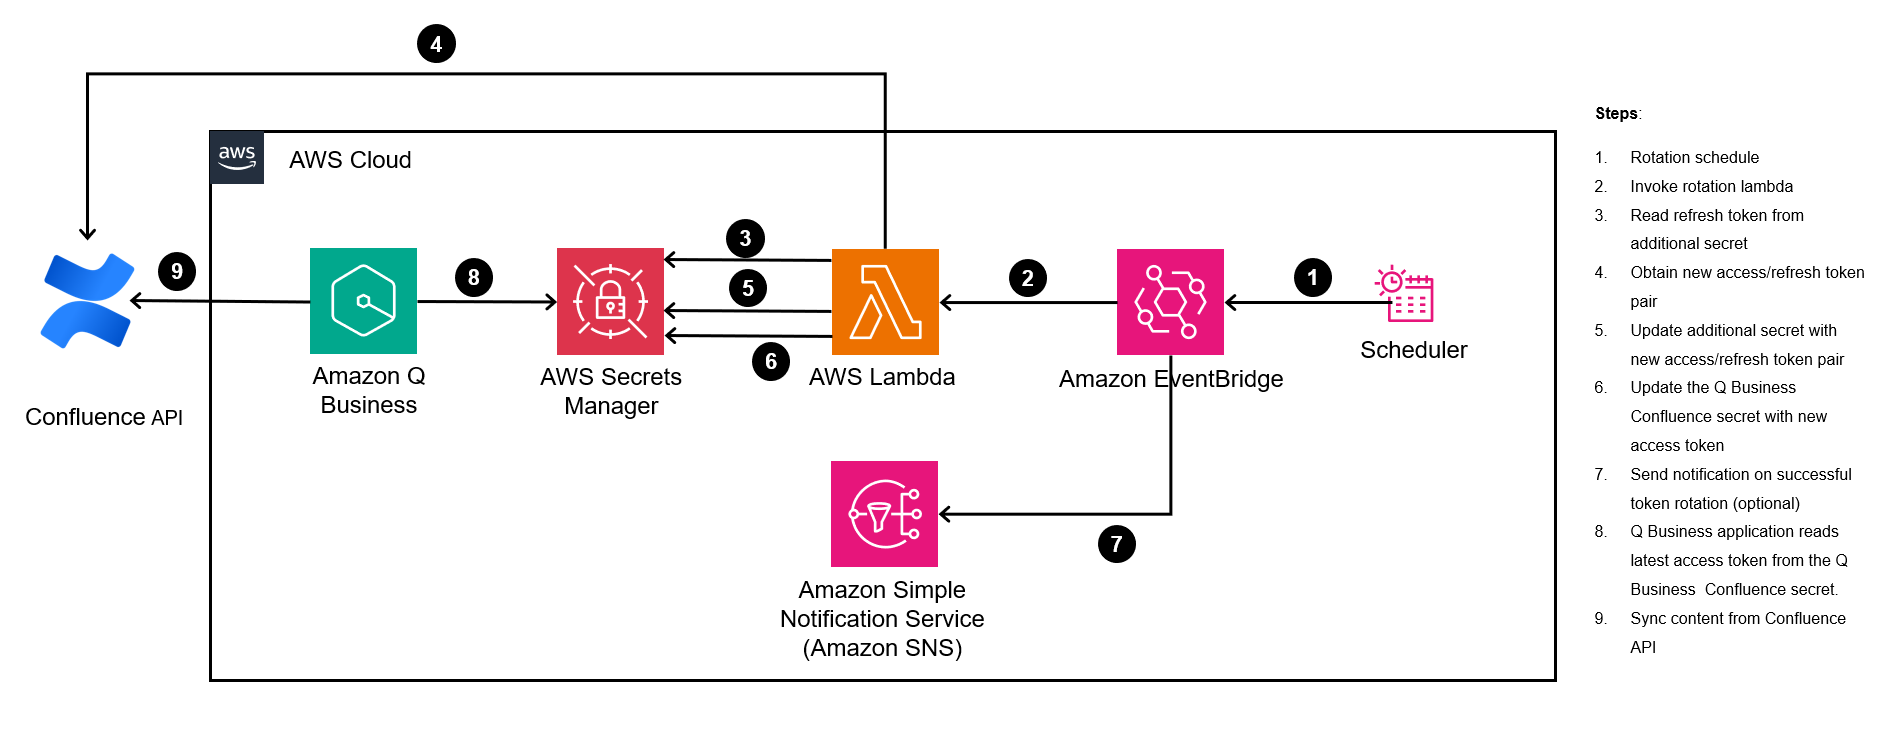 4
Steps:
aws
AWS Cloud
1. Rotation schedule
2. Invoke rotation lambda
3. Read refresh token from
additional secret
4. Obtain new access/refresh token
pair
5. Update additional secret with
new access/refresh token pair
6. Update the Q Business
Confluence secret with new
access token
7. Send notification on successful
token rotation (optional)
8. Q Business application reads
latest access token from the Q
Business  Confluence secret.
9. Sync content from Confluence
API
3
9
8
5
2
1
6
Scheduler
Amazon Q
Business
AWS Secrets
Manager
AWS Lambda
Amazon EventBridge
Confluence API
7
Amazon Simple
Notification Service
(Amazon SNS)